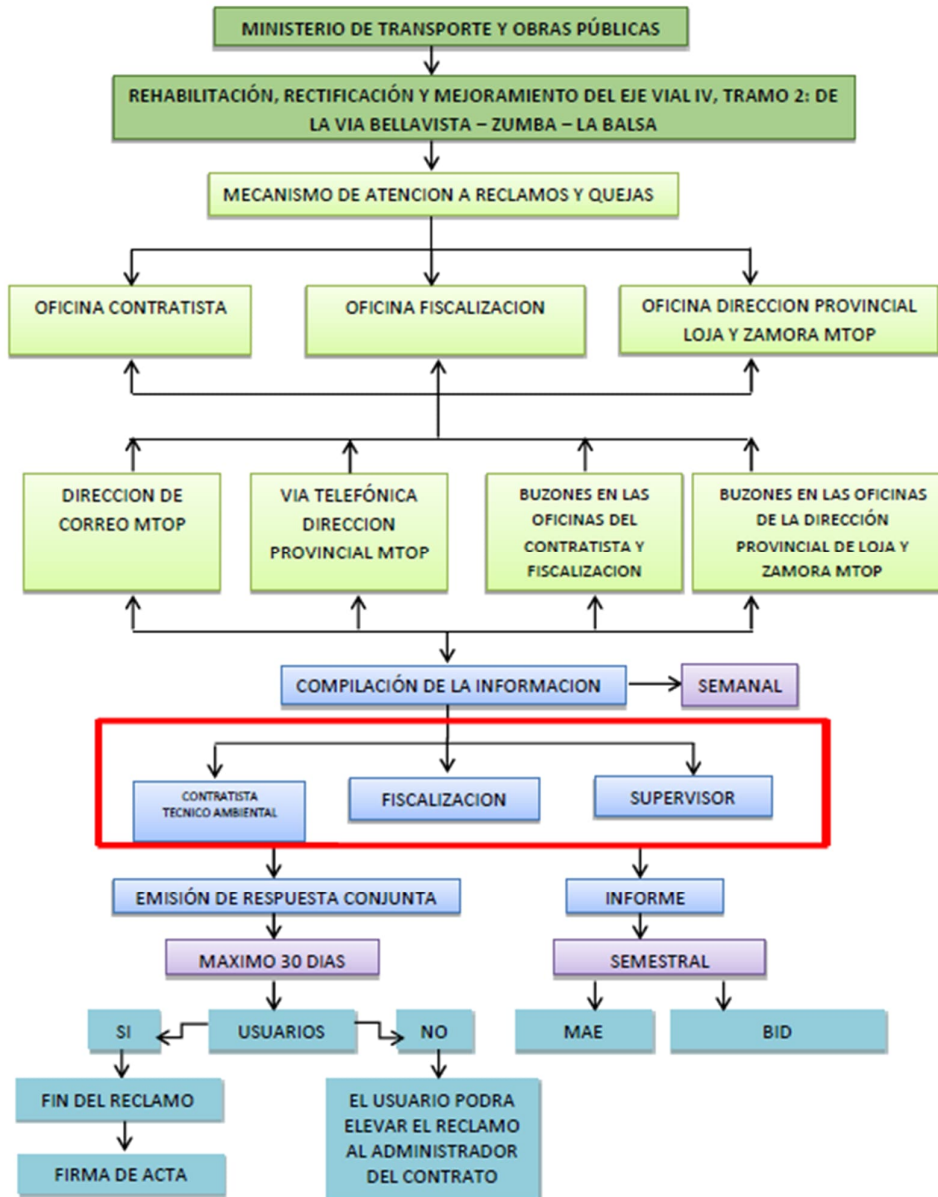 MINISTERIO DE TRANSPORTE Y OBRAS PÚBLICAS
REHABILITACIÓN, RECTIFICACIÓN Y MEJORAMIENTO DEL EJE VIAL IV, TRAMO 2: DE
LA VIA BELLAVISTA – ZUMBA – LA BALSA
MECANISMO DE ATENCION A RECLAMOS Y QUEJAS
OFICINA CONTRATISTA
OFICINA FISCALIZACION
OFICINA DIRECCION PROVINCIAL
LOJA Y ZAMORA MTOP
DIRECCION DE
CORREO MTOP
VIA TELEFÓNICA
DIRECCION
PROVINCIAL MTOP
BUZONES EN LAS
OFICINAS DEL
CONTRATISTA Y
FISCALIZACION
BUZONES EN LAS OFICINAS
DE LA DIRECCIÓN
PROVINCIAL DE LOJA Y
ZAMORA MTOP
COMPILACIÓN DE LA INFORMACION
SEMANAL
CONTRATISTA
TECNICO AMBIENTAL
FISCALIZACION
SUPERVISOR
EMISIÓN DE RESPUESTA CONJUNTA
INFORME
MAXIMO 30 DIAS
SEMESTRAL
SI
USUARIOS
NO
MAE
BID
FIN DEL RECLAMO
FIRMA DE ACTA
EL USUARIO PODRA
ELEVAR EL RECLAMO
AL ADMINISTRADOR
DEL CONTRATO